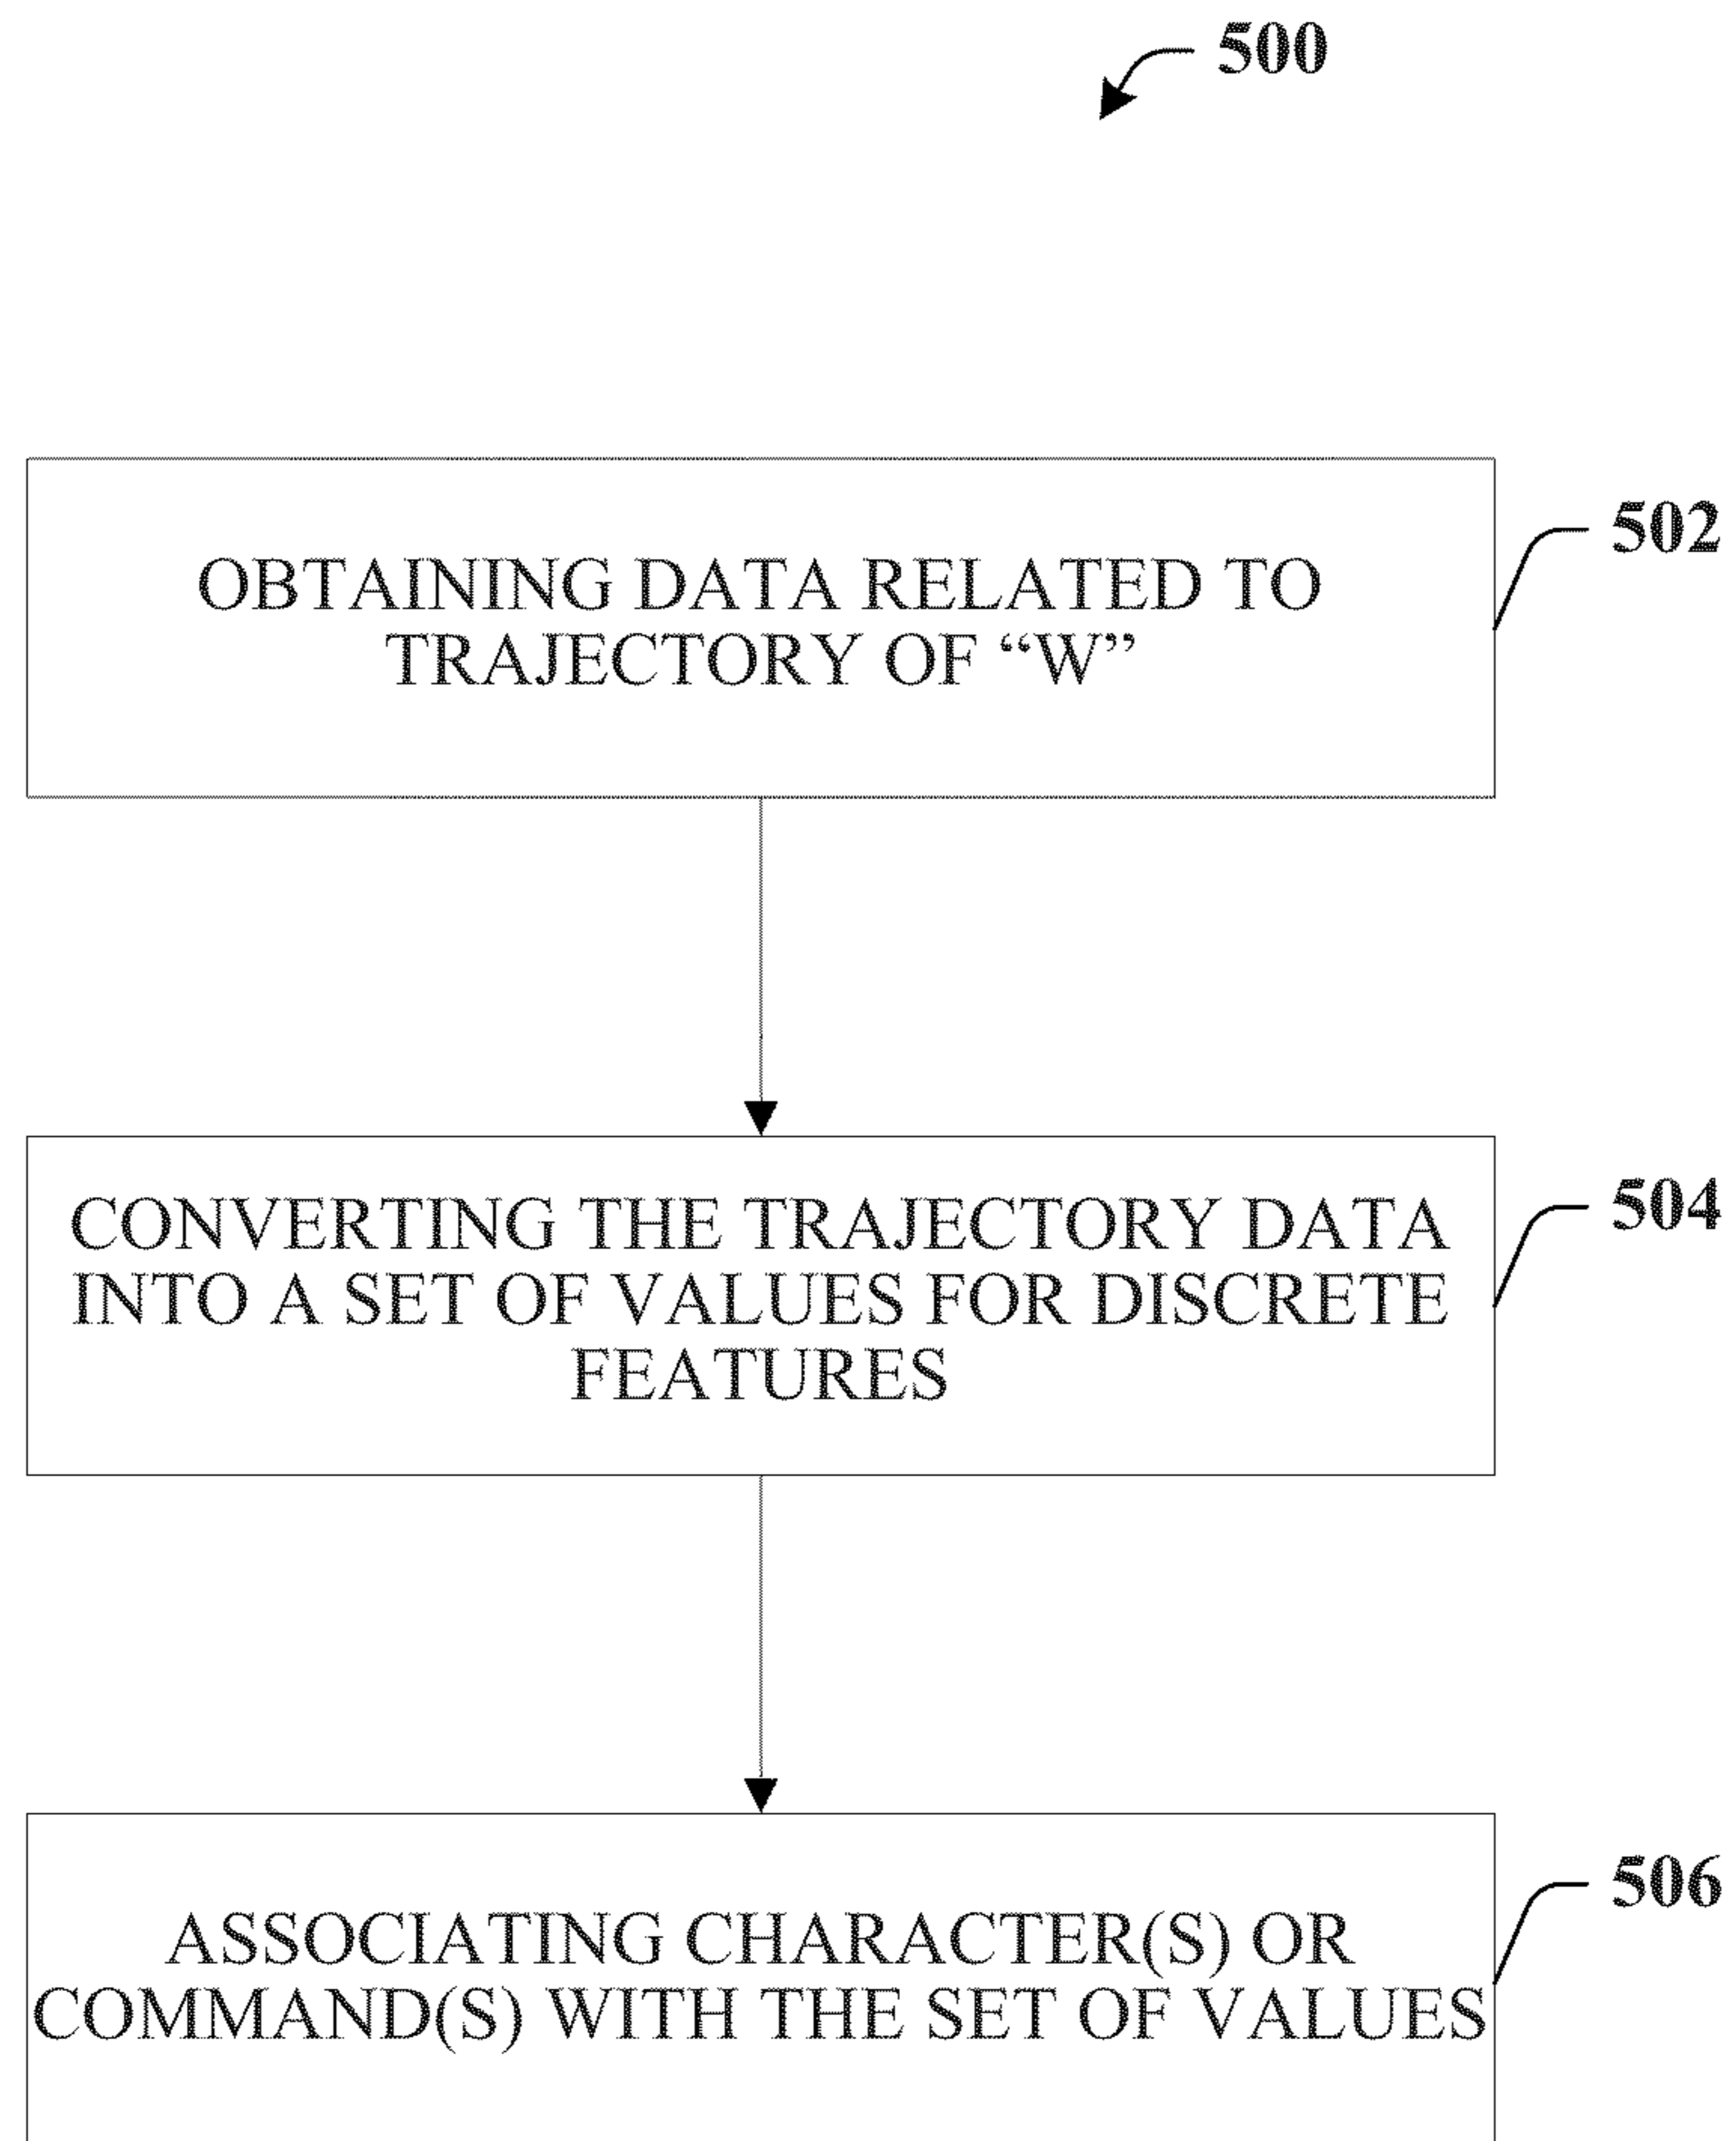 500
OBTAINING DATA RELATED TO
TRAJECTORY OF “W”
502
CONVERTING THE TRAJECTORY DATA
INTO A SET OF VALUES FOR DISCRETE
FEATURES
504
ASSOCIATING CHARACTER(S) OR
COMMAND(S) WITH THE SET OF VALUES
506